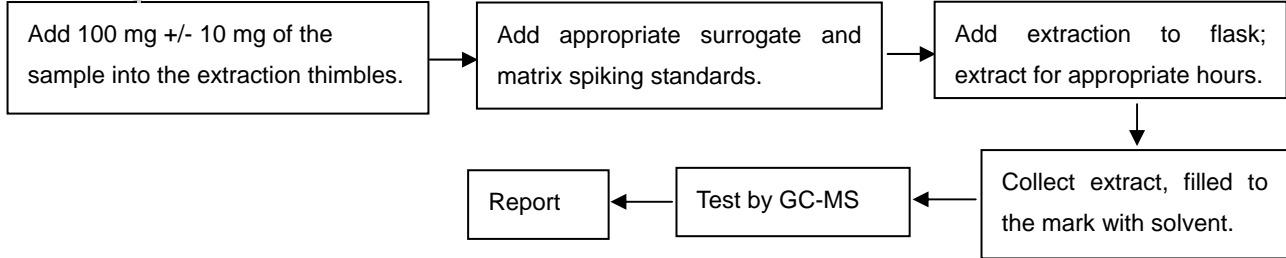 Add 100 mg +/- 10 mg of the
sample into the extraction thimbles.
Add appropriate surrogate and
matrix spiking standards.
Add extraction to flask;
extract for appropriate hours.
Collect extract, filled to
the mark with solvent.
Test by GC-MS
Report